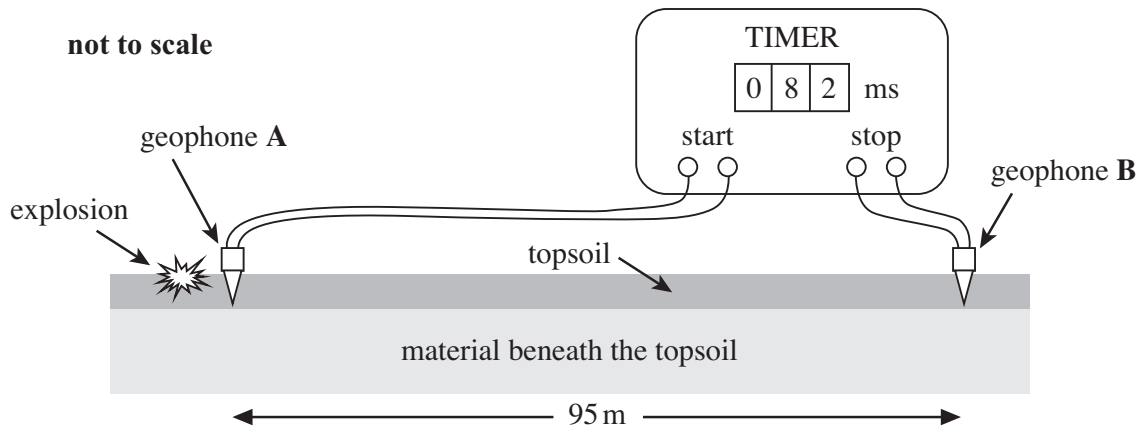 not to scale
TIMER
0 8 2 ms
start stop
geophone A
geophone B
explosion
topsoil
material beneath the topsoil
95 m